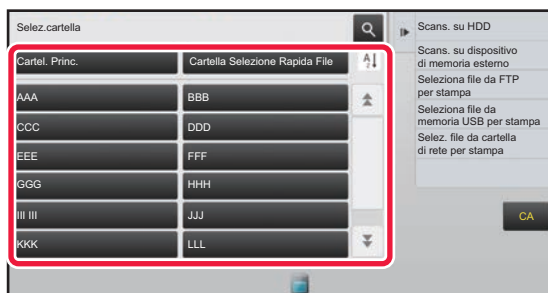 Selez.cartella
Cartel. Princ.
Cartella Selezione Rapida File
AAA
BBB
CCC
DDD
EEE
FFF
GGG
HHH
III III
JJJ
KKK
LLL
Scans. su HDD
Scans. su dispositivo
di memoria esterno
Seleziona file da FTP
per stampa
Seleziona file da
memoria USB per stampa
Selez. file da cartella
di rete per stampa
CA